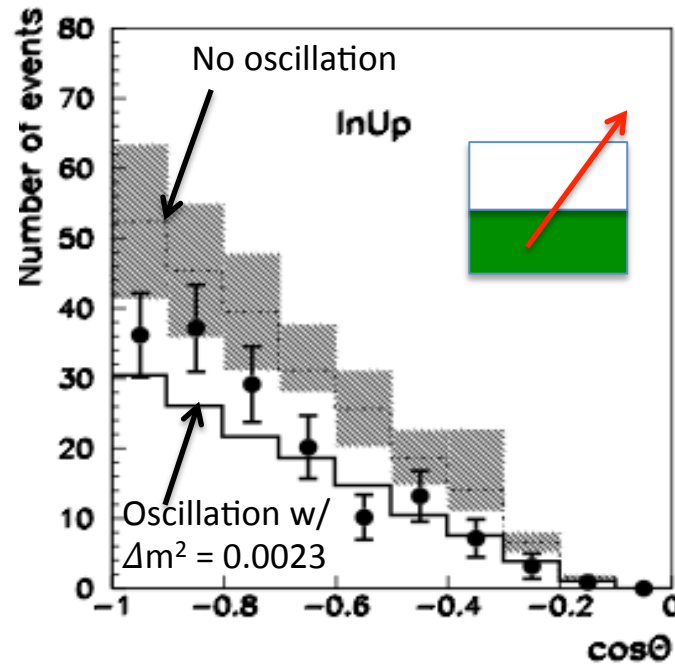 80
No oscillation
70
InUp
60
50
40
30
20
10
0
Number of events
Oscillation w/
Δm² = 0.0023
-1
-0.8
-0.6
-0.4
-0.2
0
cosΘ